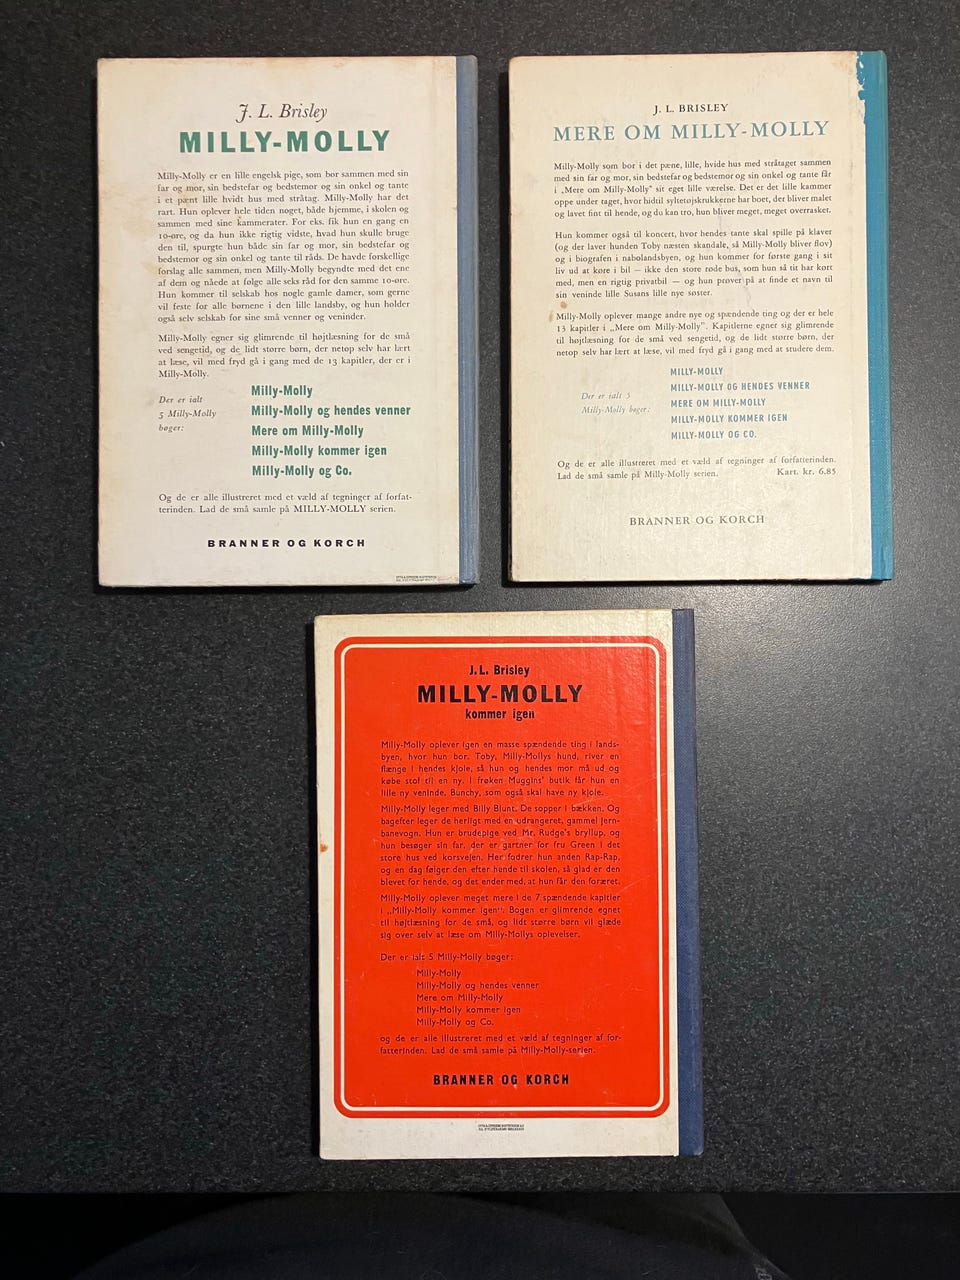 J. L. Brisley
MILLY-MOLLY
Milly-Molly er en lille engelsk pige, som bor sammen med sin
far og mor, sin bedstefar og bedstemor og sin onkel og tante
i et pænt lille hvidt hus med stråtag. Milly-Molly har det
rart. Hun oplever hele tiden noget, både hjemme, i skolen og
sammen med sine kammerater. For eks. fik hun en gang en
10-øre, og da hun ikke rigtig vidste, hvad hun skulle bruge
den til, spurgte hun både sin far og mor, sin bedstefar og
bedstemor og sin onkel og tante til råds. De havde forskellige
forslag alle sammen, men Milly-Molly begyndte med det ene
af dem og nåede at følge alle seks råd for den samme 10-øre.
Hun kommer til selskab hos nogle gamle damer, som gerne
vil feste for alle børnene i den lille landsby, og hun holder
også selv selskab for sine små venner og veninder.
Milly-Molly egner sig glimrende til højtlæsning for de små
ved sengetid, og de lidt større børn, der netop selv har lært
at læse, vil med fryd gå i gang med de 13 kapitler, der er i
Milly-Molly.
Der er ialt
5 Milly-Molly
bøger:
Milly-Molly
Milly-Molly og hendes venner
Mere om Milly-Molly
Milly-Molly kommer igen
Milly-Molly og Co.
Og de er alle illustreret med et væld af tegninger af forfat-
terinden. Lad de små samle på MILLY-MOLLY serien.
BRANNER OG KORCH
J. L. BRISLEY
MERE OM MILLY-MOLLY
Milly-Molly som bor i det pæne, lille, hvide hus med stråtaget sammen
med sin far og mor, sin bedstefar og bedstemor og sin onkel og tante får
i „Mere om Milly-Molly" sit eget lille værelse. Det er det lille kammer
oppe under taget, hvor hidtil syltetøjskrukkerne har boet, der bliver malet
og lavet fint til hende, og du kan tro, hun bliver meget, meget overrasket.
Hun kommer også til koncert, hvor hendes tante skal spille på klaver
(og der laver hunden Toby næsten skandale, så Milly-Molly bliver flov)
og i biografen i nabolandsbyen, og hun kommer for første gang i sit
liv ud at køre i bil — ikke den store røde bus, som hun så tit har kørt
med, men en rigtig privatbil — og hun prøver på at finde et navn til
sin veninde lille Susans lille nye søster.
Milly-Molly oplever mange andre nye og spændende ting og der er hele
13 kapitler i „Mere om Milly-Molly". Kapitlerne egner sig glimrende
til højtlæsning for de små ved sengetid, og de lidt større børn, der
netop selv har lært at læse, vil med fryd gå i gang med at studere dem.
Der er ialt 5
Milly-Molly bøger:
MILLY-MOLLY
MILLY-MOLLY OG HENDES VENNER
MERE OM MILLY-MOLLY
MILLY-MOLLY KOMMER IGEN
MILLY-MOLLY OG CO.
Og de er alle illustreret med et væld af tegninger af forfatterinden.
Lad de små samle på Milly-Molly serien. Kart. kr. 6.85
BRANNER OG KORCH
J. L. Brisley
MILLY-MOLLY
kommer igen
Milly-Molly oplever igen en masse spændende ting i lands-
byen, hvor hun bor. Toby, Milly-Mollys hund, river en
flænge i hendes kjole, så hun og hendes mor må ud og
købe stof til en ny. I frøken Muggins' butik får hun en
lille ny veninde, Bunchy, som også skal have ny kjole.
Milly-Molly leger med Billy Blunt. De sopper i bækken. Og
bagefter leger de herligt med en udrangeret, gammel jern-
banevogn. Hun er brudepige ved Mr. Rudge's bryllup, og
hun besøger sin far, der er gartner for fru Green i det
store hus ved korsvejen. Her fodrer hun anden Rap-Rap,
og en dag følger den efter hende til skolen, så glad er den
blevet for hende, og det ender med, at hun får den foræret.
Milly-Molly oplever meget mere i de 7 spændende kapitler
i „Milly-Molly kommer igen". Bogen er glimrende egnet
til højtlæsning for de små, og lidt større børn vil glæde
sig over selv at læse om Milly-Mollys oplevelser.
Der er ialt 5 Milly-Molly bøger:
Milly-Molly
Milly-Molly og hendes venner
Mere om Milly-Molly
Milly-Molly kommer igen
Milly-Molly og Co.
og de er alle illustreret med et væld af tegninger af for-
fatterinden. Lad de små samle på Milly-Molly-serien.
BRANNER OG KORCH